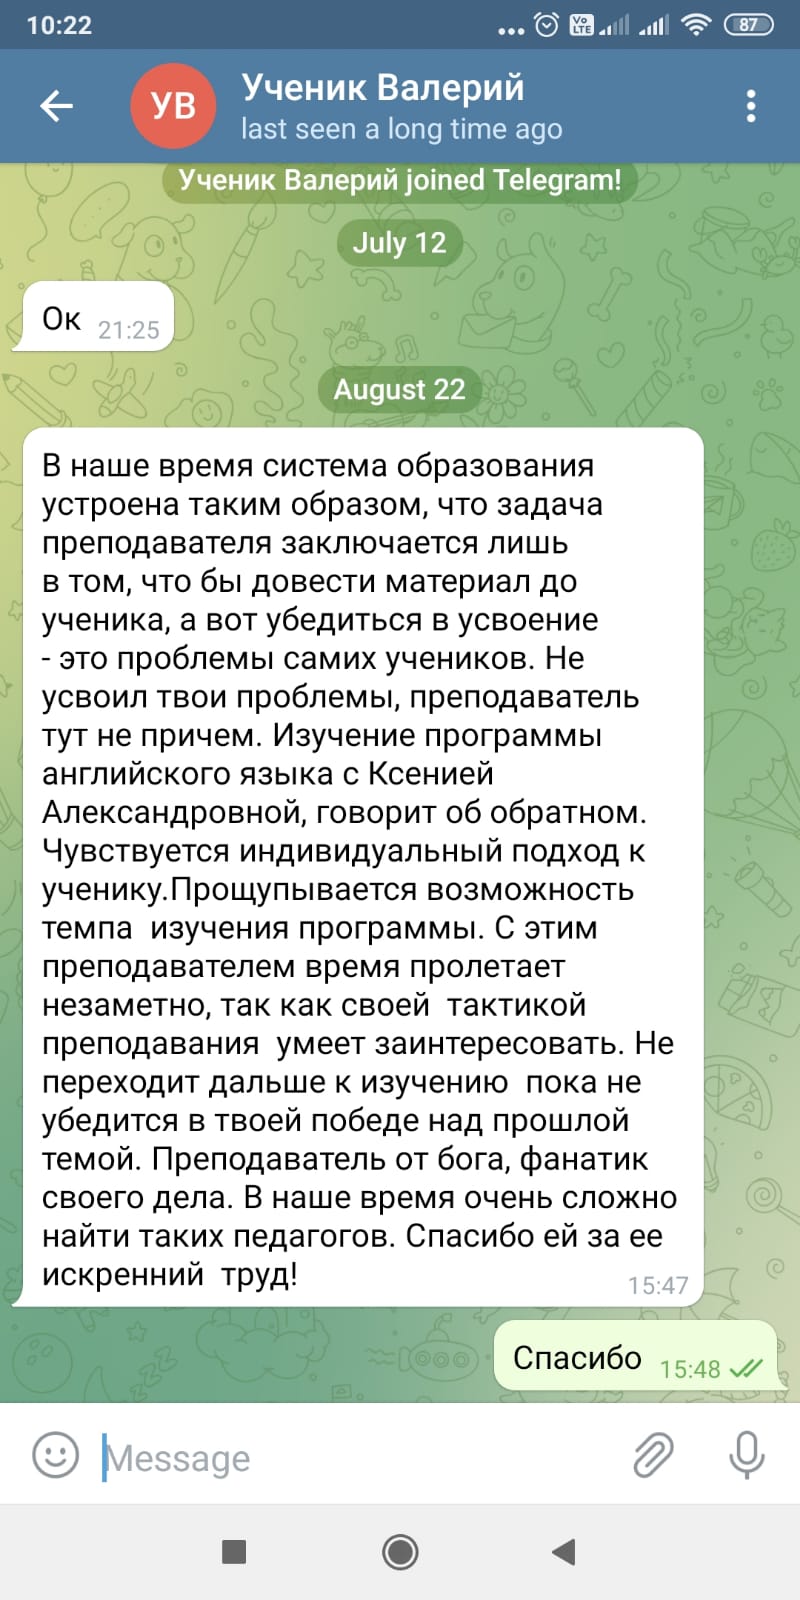 10:22
Vo LTE
87
УВ
Ученик Валерий
last seen a long time ago
Ученик Валерий joined Telegram!
July 12
Ок 21:25
August 22
В наше время система образования
устроена таким образом, что задача
преподавателя заключается лишь
в том, что бы довести материал до
ученика, а вот убедиться в усвоение
- это проблемы самих учеников. Не
усвоил твои проблемы, преподаватель
тут не причем. Изучение программы
английского языка с Ксенией
Александровной, говорит об обратном.
Чувствуется индивидуальный подход к
ученику.Прощупывается возможность
темпа  изучения программы. С этим
преподавателем время пролетает
незаметно, так как своей  тактикой
преподавания  умеет заинтересовать. Не
переходит дальше к изучению  пока не
убедится в твоей победе над прошлой
темой. Преподаватель от бога, фанатик
своего дела. В наше время очень сложно
найти таких педагогов. Спасибо ей за ее
искренний  труд! 15:47
Спасибо 15:48
Message